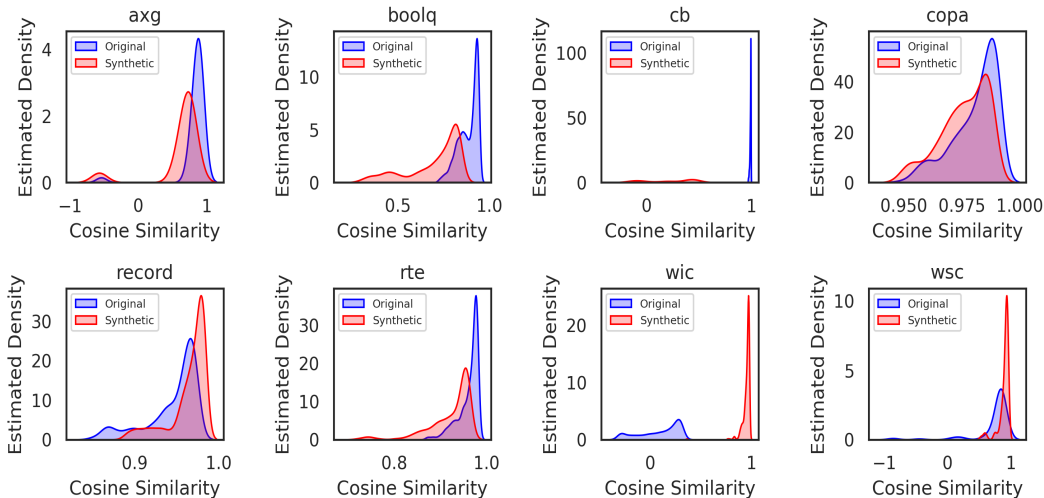 axg
Estimated Density
4
2
0
Original
Synthetic
−1 0 1
Cosine Similarity
boolq
Estimated Density
10
5
0
Original
Synthetic
0.5 1.0
Cosine Similarity
cb
Estimated Density
100
50
0
Original
Synthetic
0 1
Cosine Similarity
copa
Estimated Density
40
20
0
Original
Synthetic
0.950 0.975 1.000
Cosine Similarity
record
Estimated Density
30
20
10
0
Original
Synthetic
0.9 1.0
Cosine Similarity
rte
Estimated Density
30
20
10
0
Original
Synthetic
0.8 1.0
Cosine Similarity
wic
Estimated Density
20
10
0
Original
Synthetic
0 1
Cosine Similarity
wsc
Estimated Density
10
5
0
Original
Synthetic
−1 0 1
Cosine Similarity